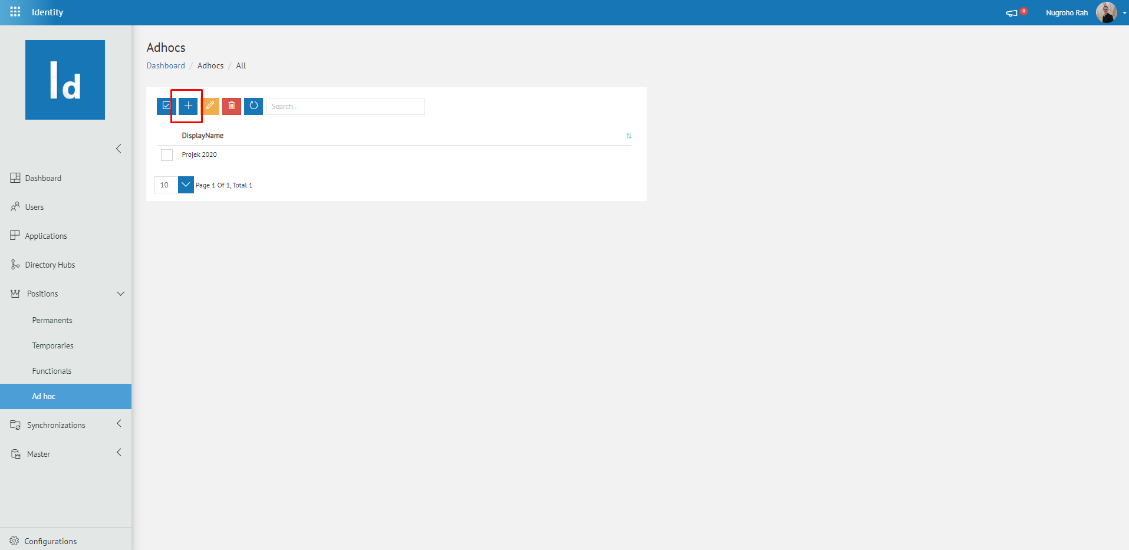 Identity
8
Nugroho Rah
Id
Adhocs
Dashboard / Adhocs / All
Search..
DisplayName
Projek 2020
10
Page 1 Of 1, Total 1
Dashboard
Users
Applications
Directory Hubs
Positions
Permanents
Temporaries
Functionals
Ad hoc
Synchronizations
Master
Configurations